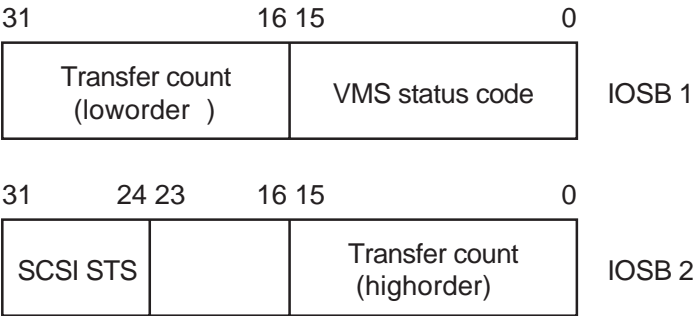 31 16 15 0
Transfer count
(loworder )
VMS status code
IOSB 1
31 24 23 16 15 0
SCSI STS
Transfer count
(highorder)
IOSB 2